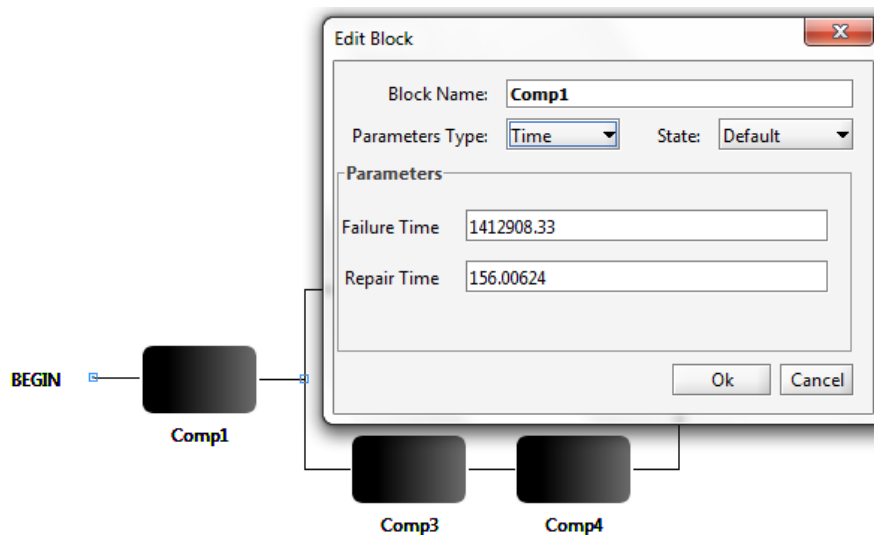 Edit Block
Block Name: Comp1
Parameters Type: Time State: Default
Parameters
Failure Time 1412908.33
Repair Time 156.00624
Ok Cancel
BEGIN
Comp1
Comp3 Comp4